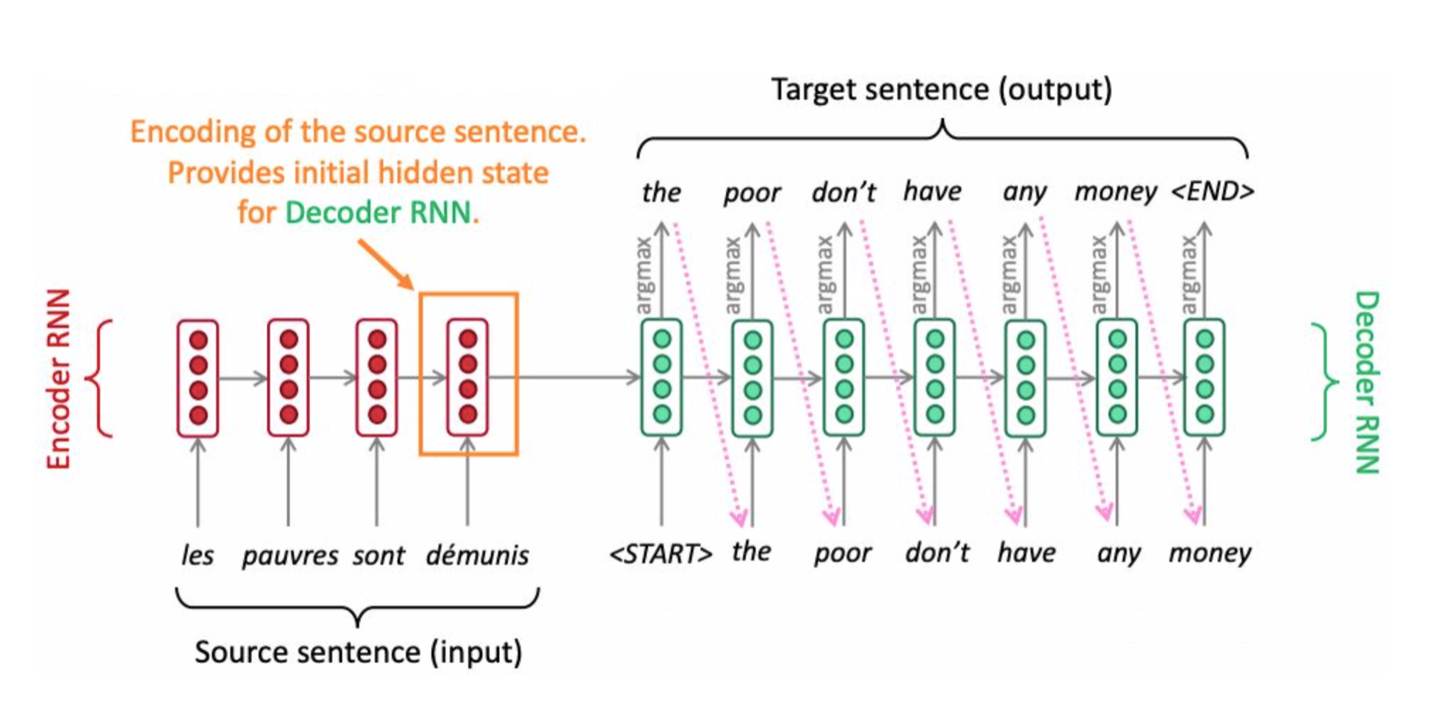 Target sentence (output)
Encoding of the source sentence.
Provides initial hidden state
for Decoder RNN.
the poor don't have any money <END>
argmax argmax argmax argmax argmax argmax argmax
Encoder RNN
Decoder RNN
les pauvres sont démunis
<START> the poor don't have any money
Source sentence (input)